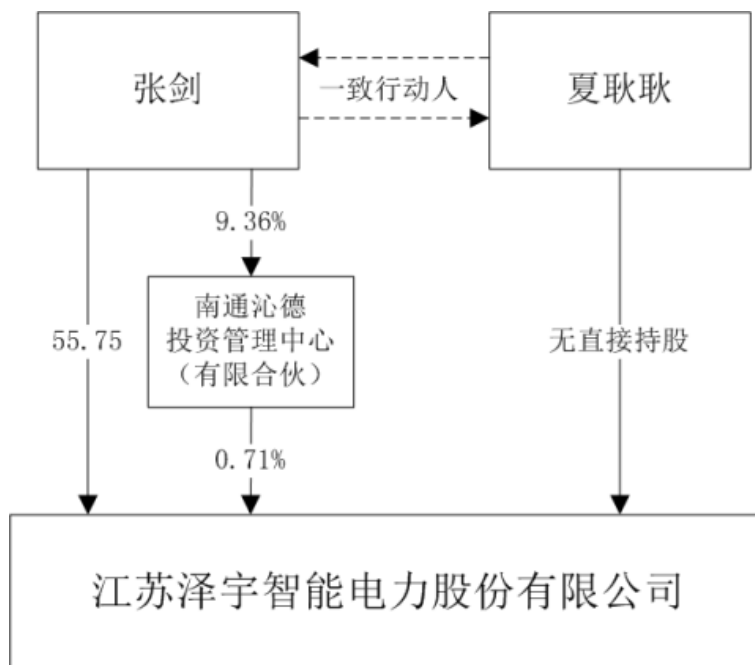 张剑
一致行动人
夏耿耿
9.36%
南通沁德
投资管理中心
（有限合伙）
55.75
无直接持股
0.71%
江苏泽宇智能电力股份有限公司